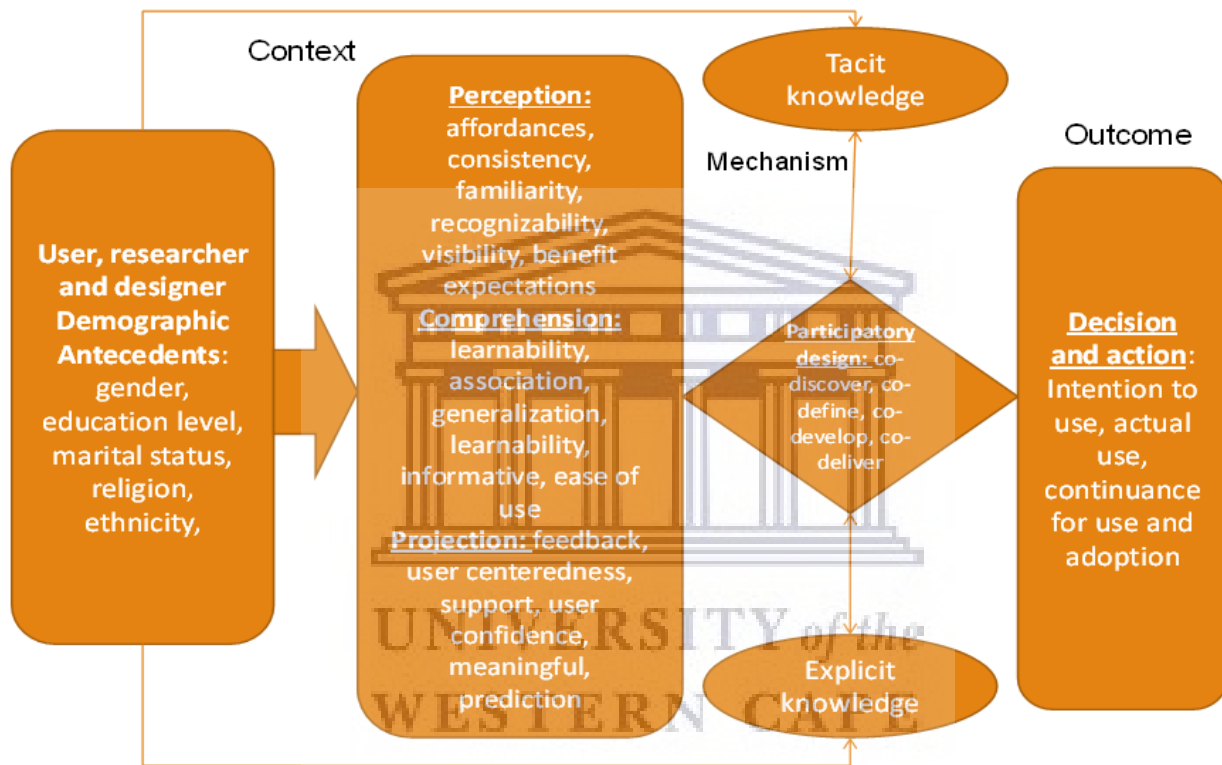 Context
User, researcher
and designer
Demographic
Antecedents:
gender,
education level,
marital status,
religion,
ethnicity,
Perception:
affordances,
consistency,
familiarity,
recognizability,
visibility, benefit
expectations
Comprehension:
learnability,
association,
generalization,
learnability,
informative, ease of
use
Projection: feedback,
user centeredness,
support, user
confidence,
meaningful,
prediction
Tacit
knowledge
Mechanism
Participatory
design: co-
discover, co-
define, co-
develop, co-
deliver
Explicit
knowledge
Outcome
Decision
and action:
Intention to
use, actual
use,
continuance
for use and
adoption
UNIVERSITY of the
WESTERN CAPE